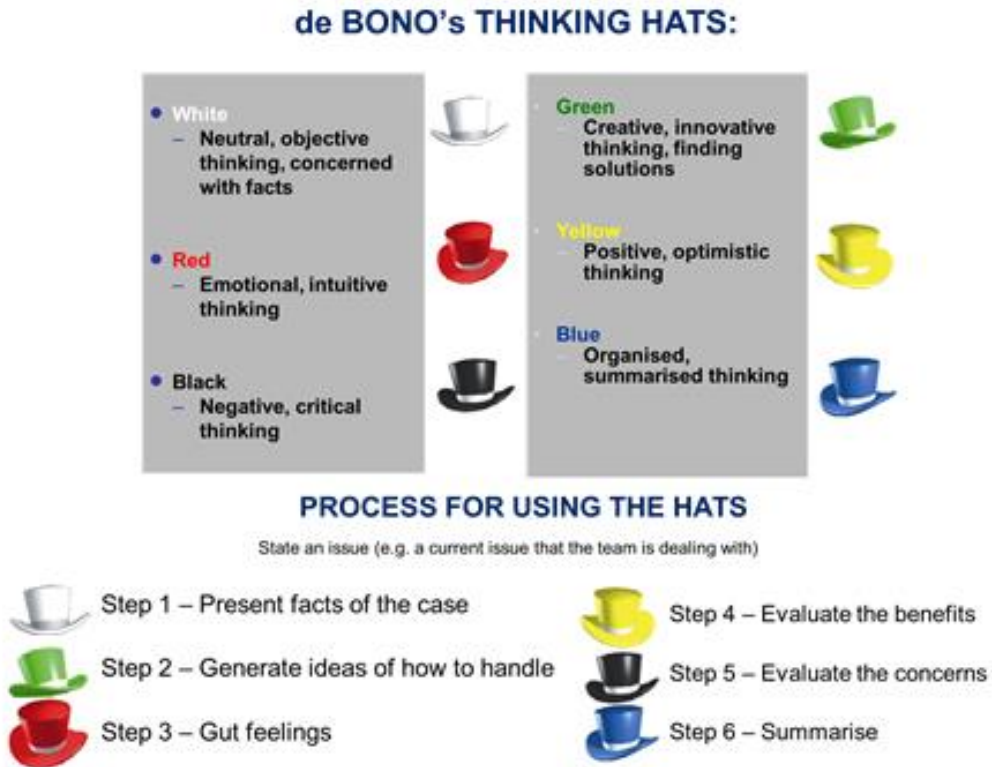 de BONO's THINKING HATS:
• White
– Neutral, objective
thinking, concerned
with facts
• Red
– Emotional, intuitive
thinking
• Black
– Negative, critical
thinking
Green
– Creative, innovative
thinking, finding
solutions
Yellow
– Positive, optimistic
thinking
Blue
– Organised,
summarised thinking
PROCESS FOR USING THE HATS
State an issue (e.g. a current issue that the team is dealing with)
Step 1 – Present facts of the case
Step 2 – Generate ideas of how to handle
Step 3 – Gut feelings
Step 4 – Evaluate the benefits
Step 5 – Evaluate the concerns
Step 6 – Summarise